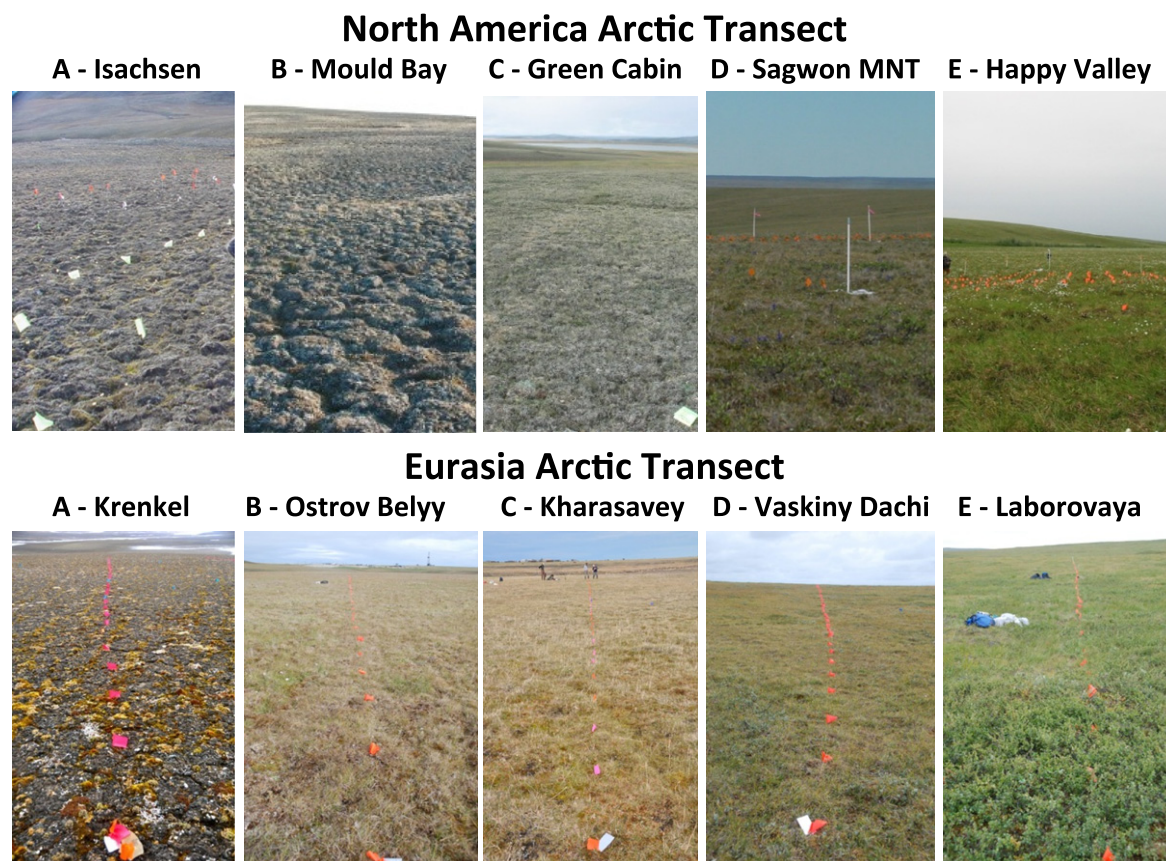 North America Arctic Transect
A - Isachsen
B - Mould Bay
C - Green Cabin
D - Sagwon MNT
E - Happy Valley
Eurasia Arctic Transect
A - Krenkel
B - Ostrov Belyy
C - Kharasavey
D - Vaskiny Dachi
E - Laborovaya